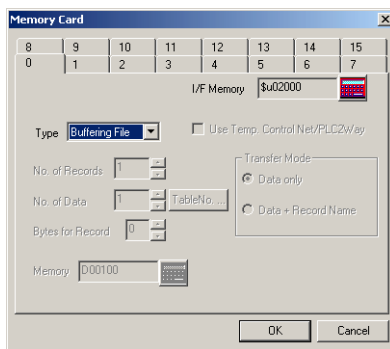 Memory Card
8 9 10 11 12 13 14 15
0 1 2 3 4 5 6 7
I/F Memory $u02000
Type Buffering File Use Temp. Control Net/PLC2Way
No. of Records 1
Transfer Mode
Data only
No. of Data 1 TableNo. ...
Data + Record Name
Bytes for Record 0
Memory D00100
OK Cancel